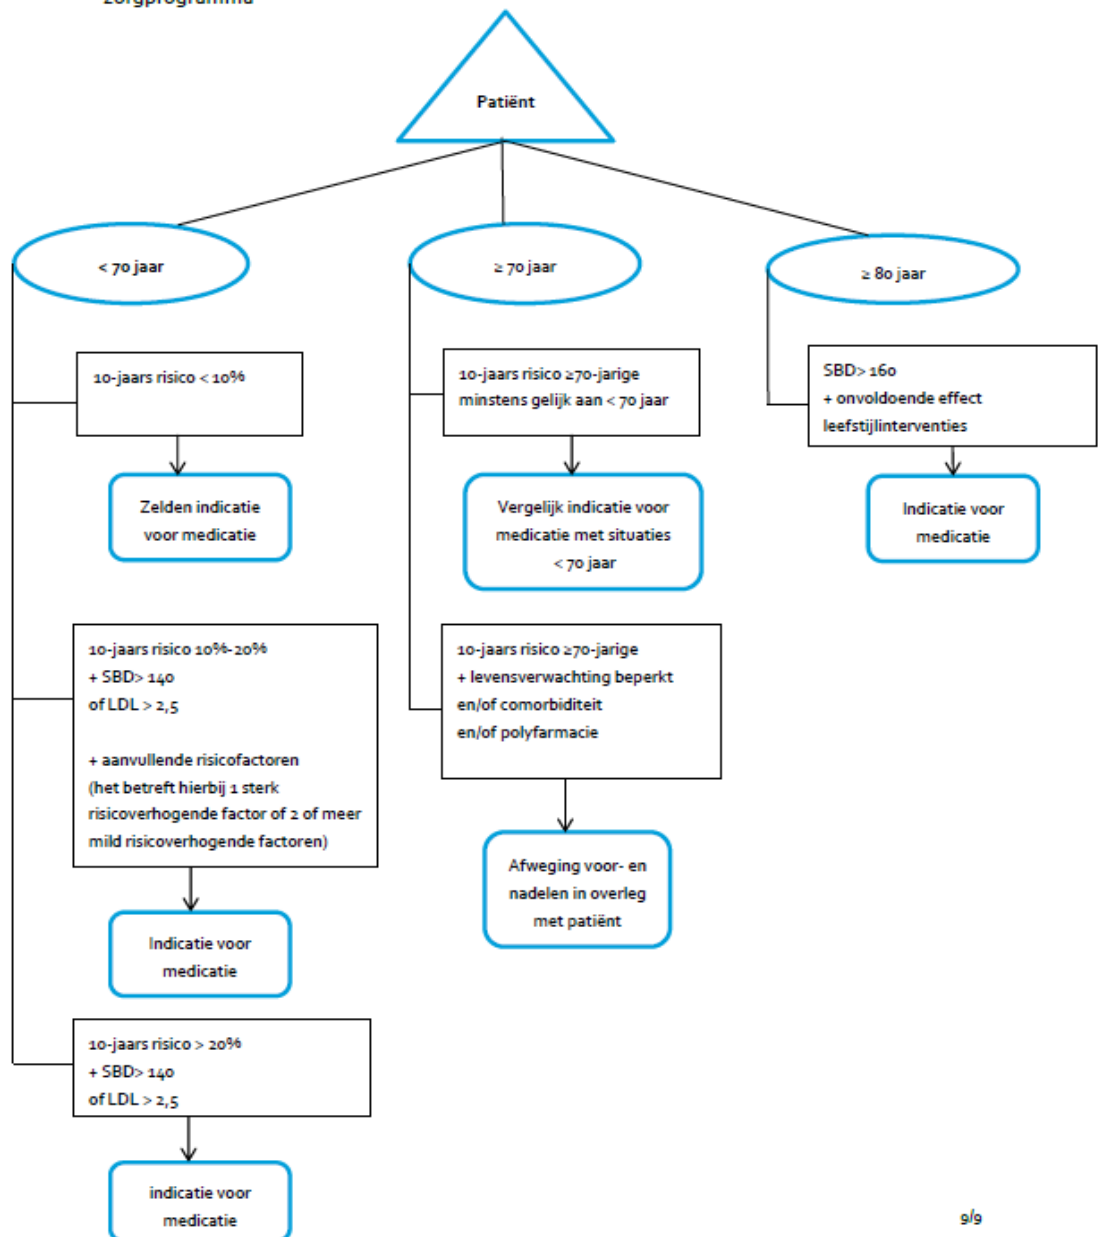 zorgprogramma
Patiënt
< 70 jaar
≥ 70 jaar
≥ 80 jaar
10-jaars risico < 10%
Zelden indicatie
voor medicatie
10-jaars risico 10%-20%
+ SBD> 140
of LDL > 2,5
+ aanvullende risicofactoren
(het betreft hierbij 1 sterk
risicoverhogende factor of 2 of meer
mild risicoverhogende factoren)
Indicatie voor
medicatie
10-jaars risico > 20%
+ SBD> 140
of LDL > 2,5
indicatie voor
medicatie
10-jaars risico ≥70-jarige
minstens gelijk aan < 70 jaar
Vergelijk indicatie voor
medicatie met situaties
< 70 jaar
10-jaars risico ≥70-jarige
+ levensverwachting beperkt
en/of comorbiditeit
en/of polyfarmacie
Afweging voor- en
nadelen in overleg
met patiënt
SBD> 160
+ onvoldoende effect
leefstijlinterventies
Indicatie voor
medicatie
9/9